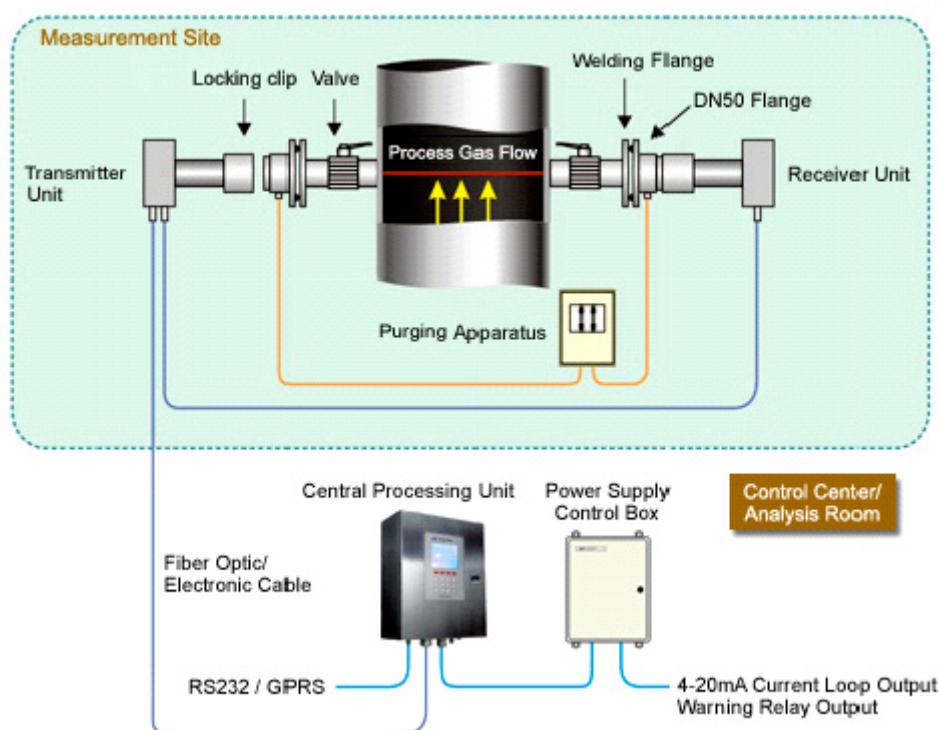 Measurement Site
Welding Flange
Locking clip
Valve
DN50 Flange
Process Gas Flow
Transmitter
Unit
Receiver Unit
Purging Apparatus
Central Processing Unit
Power Supply
Control Box
Control Center/
Analysis Room
Fiber Optic/
Electronic Cable
RS232 / GPRS
4-20mA Current Loop Output
Warning Relay Output